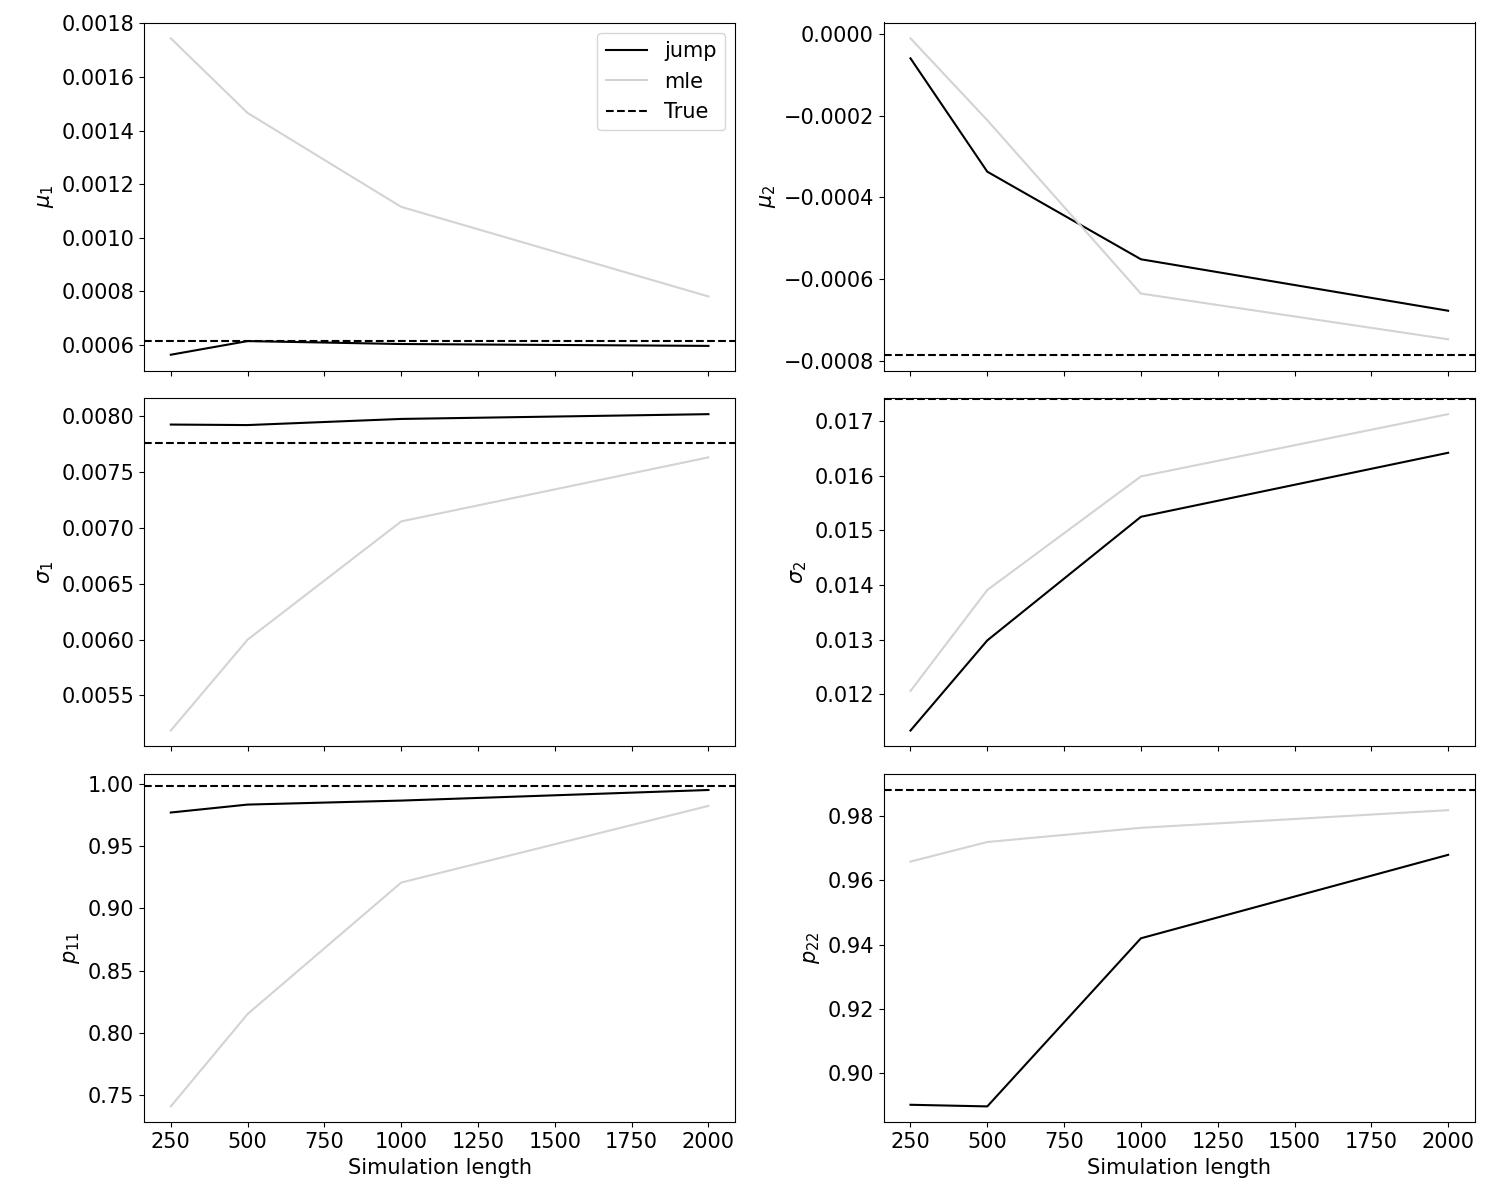 0.0018
0.0016
0.0014
0.0012
0.0010
0.0008
0.0006
μ1
jump
mle
True
0.0000
−0.0002
−0.0004
−0.0006
−0.0008
μ2
0.0080
0.0075
0.0070
0.0065
0.0060
0.0055
σ1
0.017
0.016
0.015
0.014
0.013
0.012
σ2
1.00
0.95
0.90
0.85
0.80
0.75
p11
250 500 750 1000 1250 1500 1750 2000
Simulation length
0.98
0.96
0.94
0.92
0.90
p22
250 500 750 1000 1250 1500 1750 2000
Simulation length